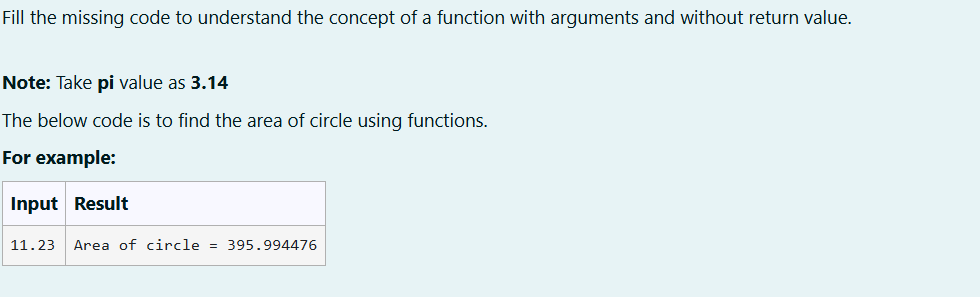 Fill the missing code to understand the concept of a function with arguments and without return value.
Note: Take pi value as 3.14
The below code is to find the area of circle using functions.
For example:
Input Result
11.23 Area of circle = 395.994476